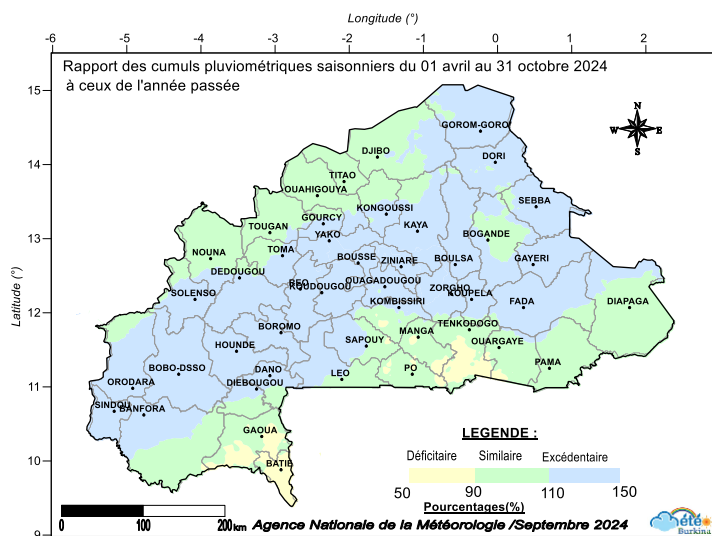 Longitude (°)
-6 -5 -4 -3 -2 -1 0 1 2
Rapport des cumuls pluviométriques saisonniers du 01 avril au 31 octobre 2024
à ceux de l'année passée
15
N
W E
S
GOROM-GORO
DJIBO
DORI
14
TITAO
OUAHIGOUYA
SEBBA
KONGOUSSI
GOURCY
TOUGAN
KAYA
YAKO
BOGANDE
13
TOMA
NOUNA
BOUSSE
ZINIARE
BOULSA
GAYERI
DEDOUGOU
OUAGADOUGOU
REO
KOUDOUGOU
ZORGHO
SOLENSO
KOUPELA
KOMBISSIRI
FADA
DIAPAGA
12
Latitude (°)
TENKODOGO
BOROMO
MANGA
SAPOUY
OUARGAYE
HOUNDE
PAMA
BOBO-DSSO
DANO
LEO
PO
ORODARA
DIEBOUGOU
11
SINDOU
BANFORA
GAOUA
LEGENDE :
Déficitaire Similaire Excédentaire
BATIE
10
50 90 110 150
Pourcentages(%)
0 100 200 km
Agence Nationale de la Météorologie /Septembre 2024
été
Burkina
9